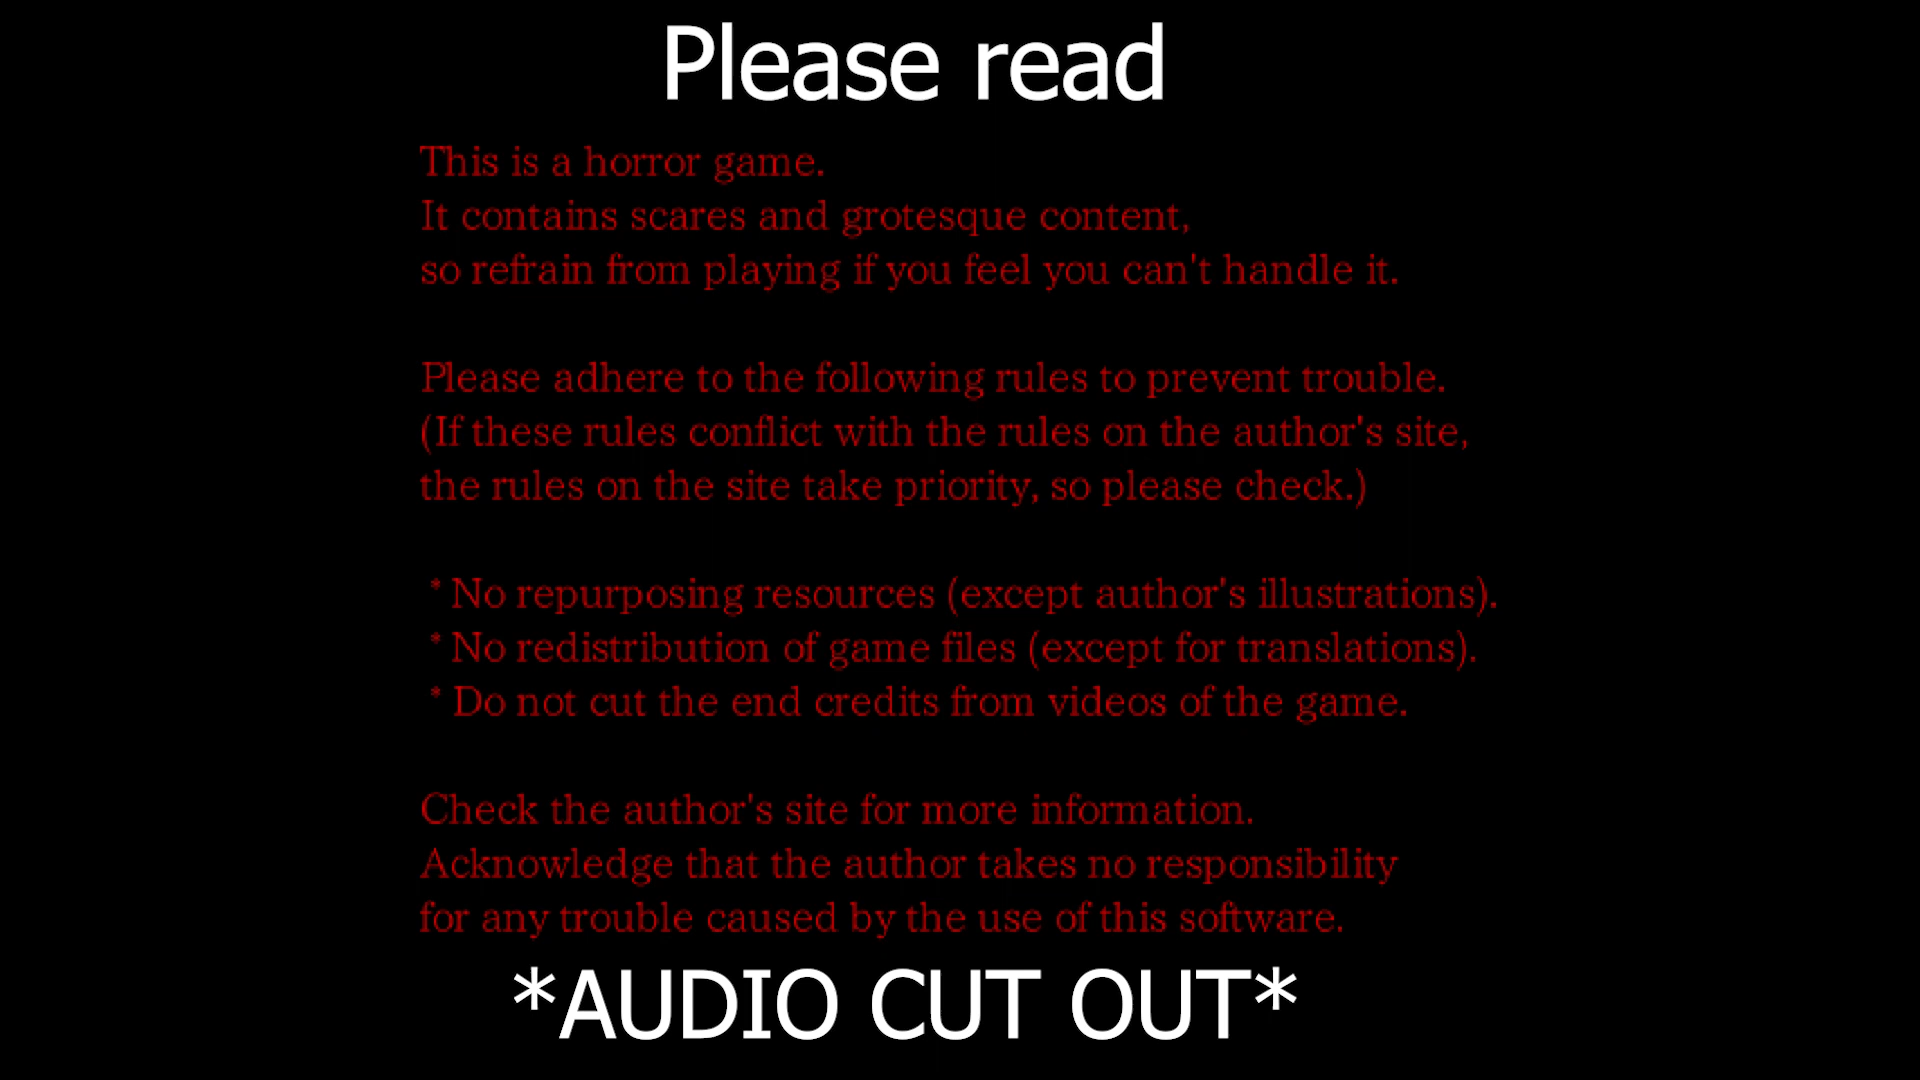 Please read
This is a horror game.
It contains scares and grotesque content,
so refrain from playing if you feel you can't handle it.
Please adhere to the following rules to prevent trouble.
(If these rules conflict with the rules on the author's site,
the rules on the site take priority, so please check.)
* No repurposing resources (except author's illustrations).
* No redistribution of game files (except for translations).
* Do not cut the end credits from videos of the game.
Check the author's site for more information.
Acknowledge that the author takes no responsibility
for any trouble caused by the use of this software.
*AUDIO CUT OUT*